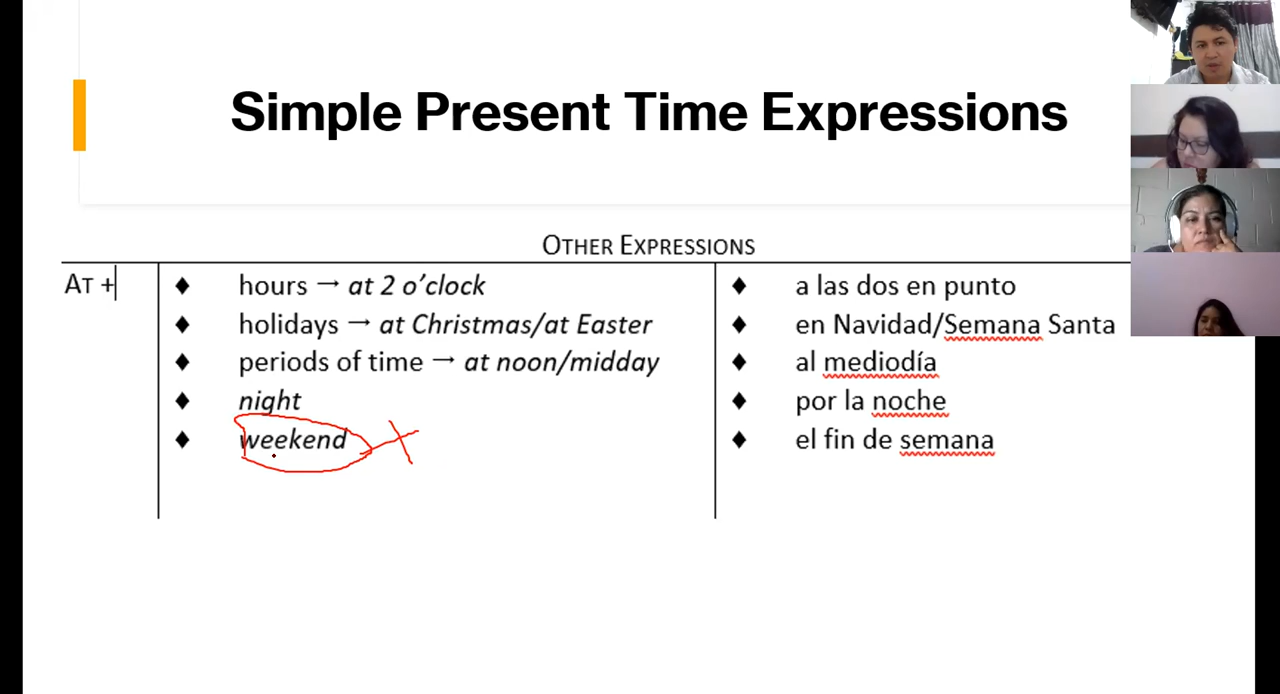 Simple Present Time Expressions
OTHER EXPRESSIONS
AT + ♦ hours → at 2 o'clock ♦ a las dos en punto
♦ holidays → at Christmas/at Easter ♦ en Navidad/Semana Santa
♦ periods of time → at noon/midday ♦ al mediodía
♦ night ♦ por la noche
♦ weekend ♦ el fin de semana